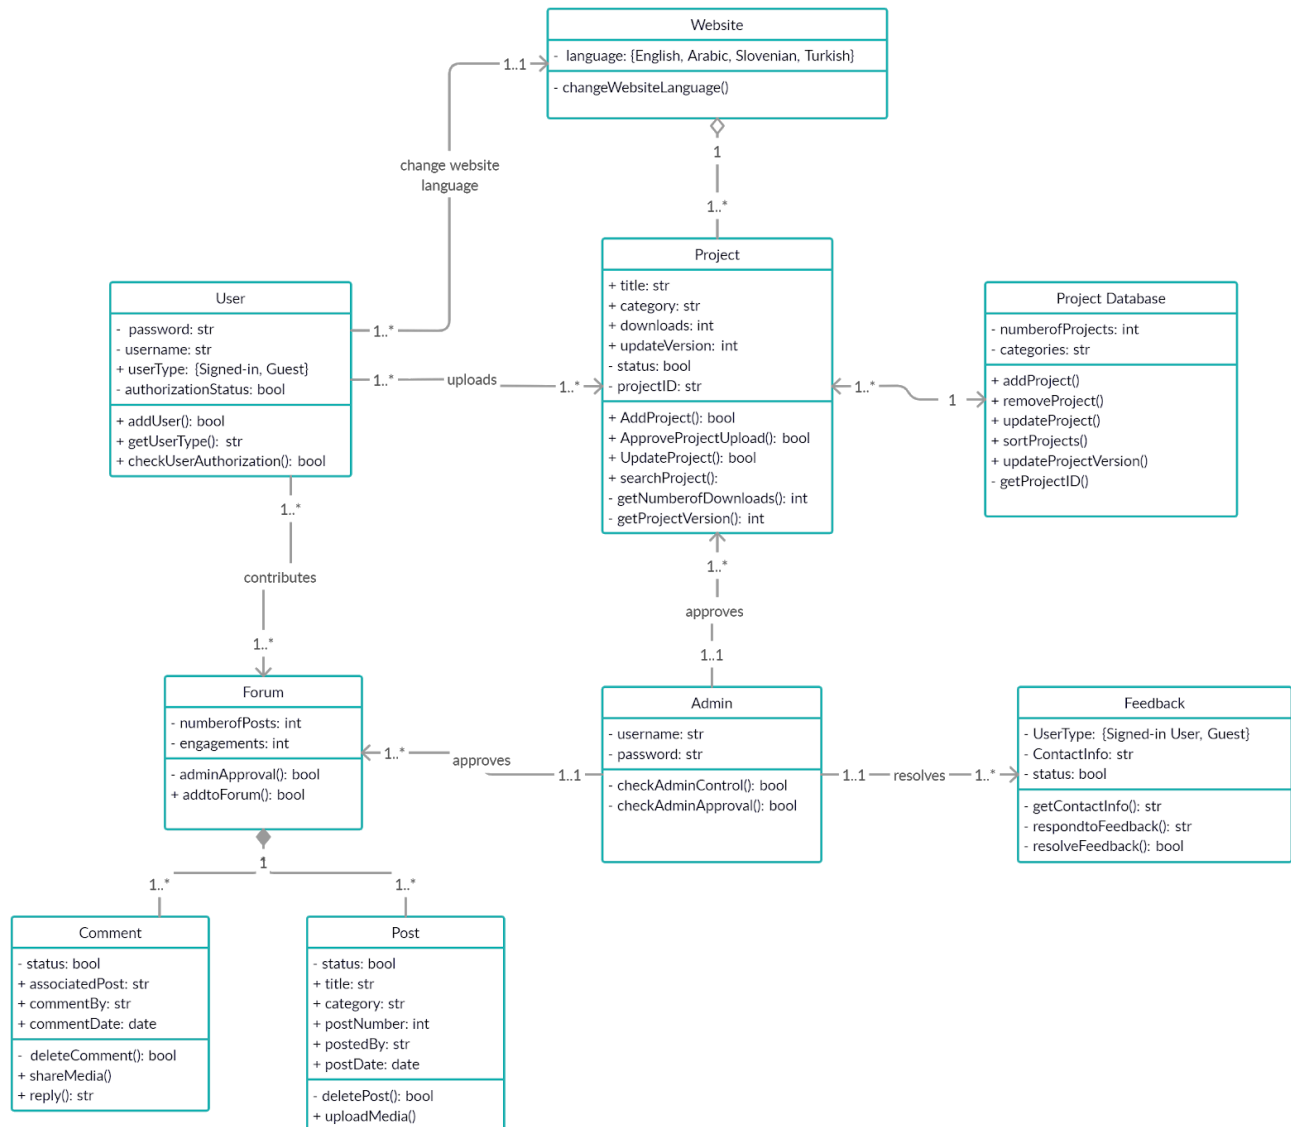 Website
- language: {English, Arabic, Slovenian, Turkish}
- changeWebsiteLanguage()
1..1
change website
language
1
1..*
User
- password: str
- username: str
+ userType: {Signed-in, Guest}
- authorizationStatus: bool
+ addUser(): bool
+ getUserType(): str
+ checkUserAuthorization(): bool
1..*
1..*
uploads
1..*
Project
+ title: str
+ category: str
+ downloads: int
+ updateVersion: int
- status: bool
- projectID: str
+ AddProject(): bool
+ ApproveProjectUpload(): bool
+ UpdateProject(): bool
+ searchProject():
- getNumberofDownloads(): int
- getProjectVersion(): int
1..*
1
Project Database
- numberofProjects: int
- categories: str
+ addProject()
+ removeProject()
+ updateProject()
+ sortProjects()
+ updateProjectVersion()
- getProjectID()
1..*
contributes
1..*
1..*
approves
1..1
Forum
- numberofPosts: int
- engagements: int
- adminApproval(): bool
+ addtoForum(): bool
1..*
approves
1..1
Admin
- username: str
- password: str
- checkAdminControl(): bool
- checkAdminApproval(): bool
1..1
resolves
1..*
Feedback
- UserType: {Signed-in User, Guest}
- ContactInfo: str
- status: bool
- getContactInfo(): str
- respondtoFeedback(): str
- resolveFeedback(): bool
1
1..*
1..*
Comment
- status: bool
+ associatedPost: str
+ commentBy: str
+ commentDate: date
- deleteComment(): bool
+ shareMedia()
+ reply(): str
Post
- status: bool
+ title: str
+ category: str
+ postNumber: int
+ postedBy: str
+ postDate: date
- deletePost(): bool
+ uploadMedia()